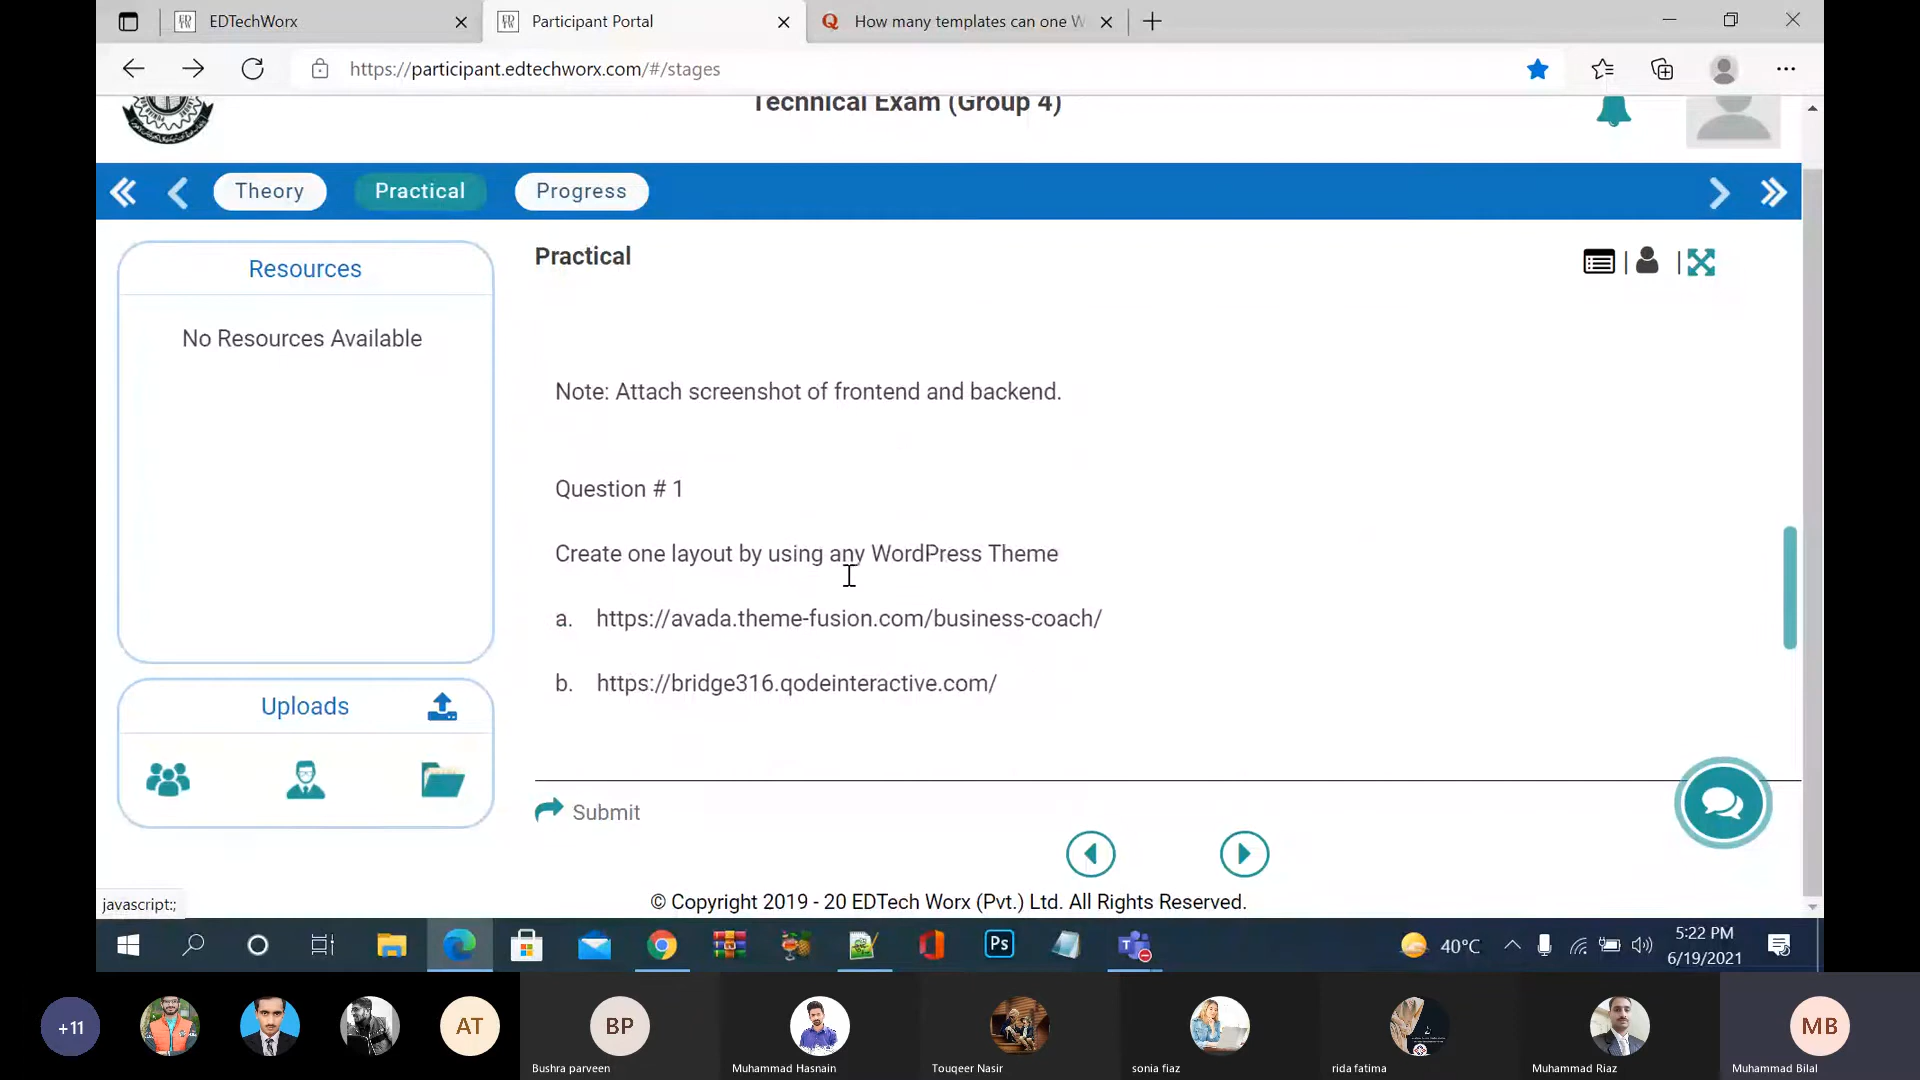 EDTechWorx
Participant Portal
How many templates can one W
https://participant.edtechworx.com/#/stages
Technical Exam (Group 4)
Theory
Practical
Progress
Resources
No Resources Available
Uploads
Practical
Note: Attach screenshot of frontend and backend.
Question # 1
Create one layout by using any WordPress Theme
a. https://avada.theme-fusion.com/business-coach/
b. https://bridge316.qodeinteractive.com/
Submit
javascript:;
© Copyright 2019 - 20 EDTech Worx (Pvt.) Ltd. All Rights Reserved.
Ps
40°C
5:22 PM
6/19/2021
+11
AT
BP
MB
Bushra parveen
Muhammad Hasnain
Touqeer Nasir
sonia fiaz
rida fatima
Muhammad Riaz
Muhammad Bilal